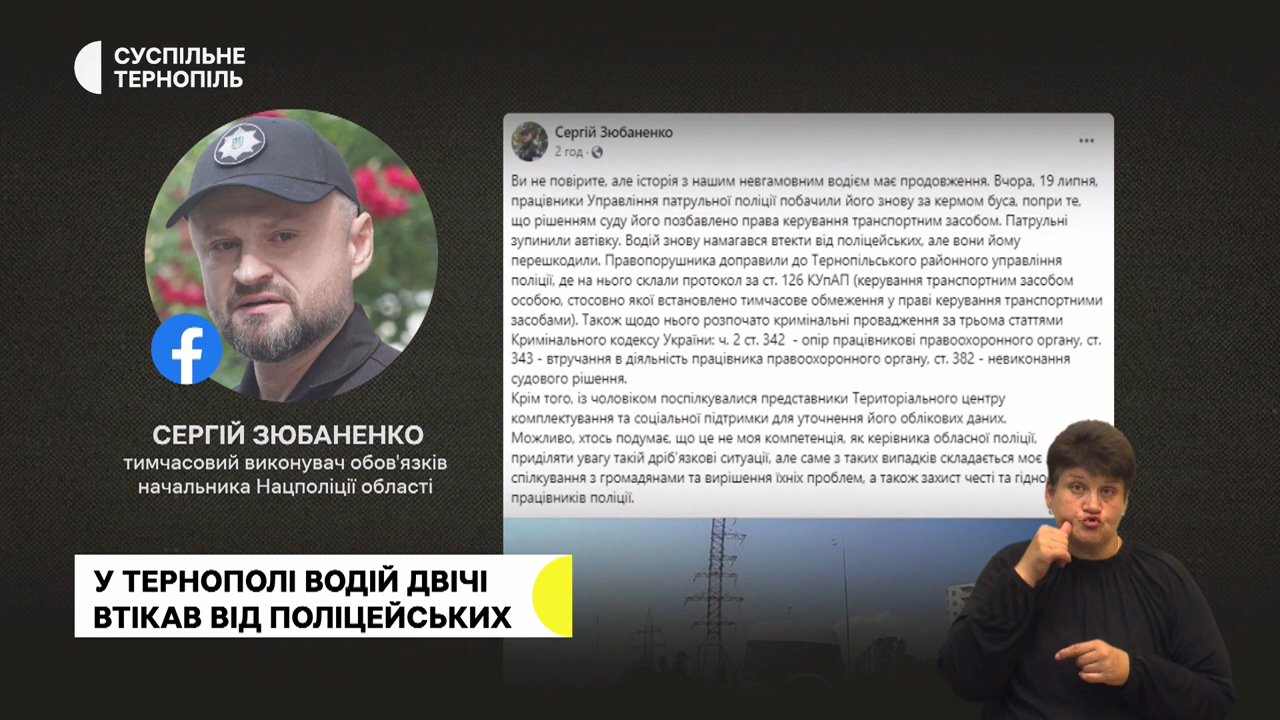 СУСПІЛЬНЕ
ТЕРНОПІЛЬ
Сергій Зюбаненко
2 год ·
Ви не повірите, але історія з нашим невгамовним водієм має продовження. Вчора, 19 липня,
працівники Управління патрульної поліції побачили його знову за кермом буса, попри те,
що рішенням суду його позбавлено права керування транспортним засобом. Патрульні
зупинили автівку. Водій знову намагався втекти від поліцейських, але вони йому
перешкодили. Правопорушника доправили до Тернопільського районного управління
поліції, де на нього склали протокол за ст. 126 КУпАП (керування транспортним засобом
особою, стосовно якої встановлено тимчасове обмеження у праві керування транспортними
засобами). Також щодо нього розпочато кримінальні провадження за трьома статтями
Кримінального кодексу України: ч. 2 ст. 342 - опір працівникові правоохоронного органу, ст.
343 - втручання в діяльність працівника правоохоронного органу, ст. 382 - невиконання
судового рішення.
Крім того, із чоловіком поспілкувалися представники Територіального центру
комплектування та соціальної підтримки для уточнення його облікових даних.
Можливо, хтось подумає, що це не моя компетенція, як керівника обласної поліції,
приділяти увагу такій дріб'язкові ситуації, але саме з таких випадків складається моє
спілкування з громадянами та вирішення їхніх проблем, а також захист честі та гідно
працівників поліції.
СЕРГІЙ ЗЮБАНЕНКО
тимчасовий виконувач обов'язків
начальника Нацполіції області
У ТЕРНОПОЛІ ВОДІЙ ДВІЧІ
ВТІКАВ ВІД ПОЛІЦЕЙСЬКИХ